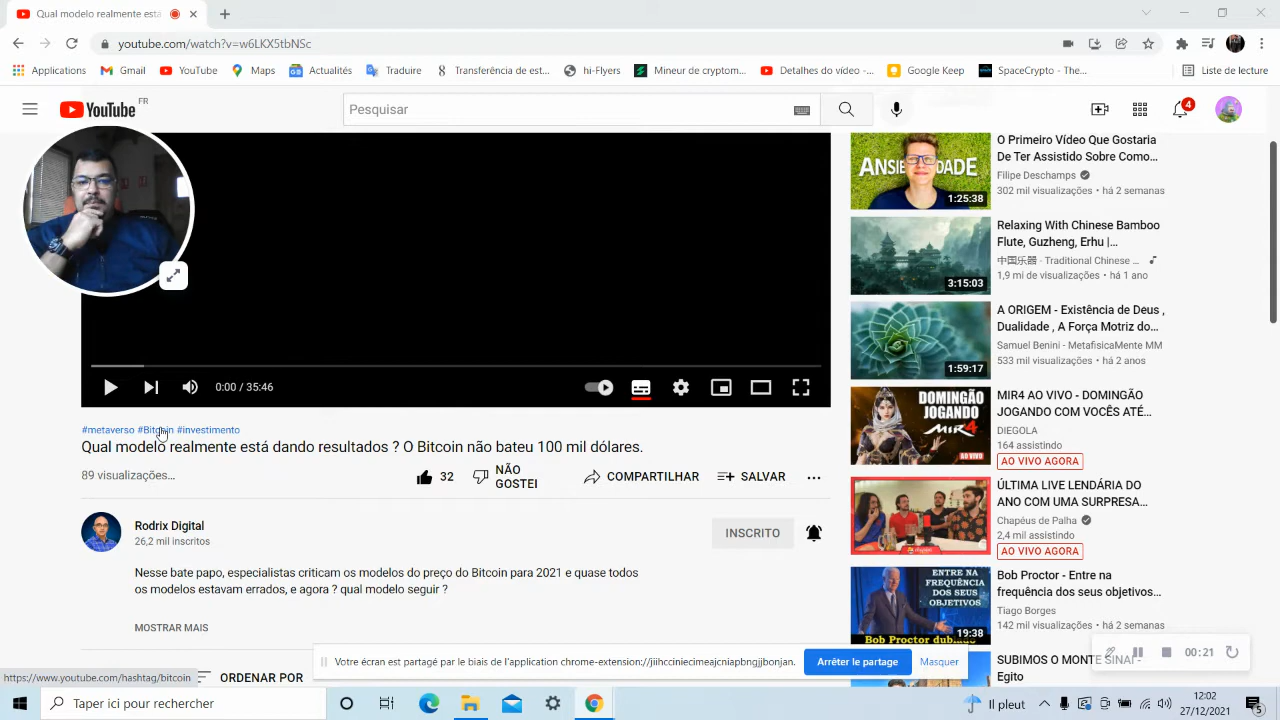 Qual modelo realmente está
youtube.com/watch?v=w6LKX5tbNSc
Applications
Gmail
YouTube
Maps
Actualités
Traduire
Transférência de est...
hi-Flyers
Mineur de crypm...
Detalhes do vídeo -...
Google Keep
SpaceCrypto - The...
Liste de lecture
YouTube FR
Pesquisar
4
0:00 / 35:46
#metaverso #Bitcoin #investimento
Qual modelo realmente está dando resultados ? O Bitcoin não bateu 100 mil dólares.
89 visualizações...
32
NÃO
GOSTEI
COMPARTILHAR
SALVAR
Rodrix Digital
26,2 mil inscritos
INSCRITO
Nesse bate papo, especialistas criticam os modelos do preço do Bitcoin para 2021 e quase todos
os modelos estavam errados, e agora ? qual modelo seguir ?
MOSTRAR MAIS
ORDENAR POR
1:25:38
O Primeiro Vídeo Que Gostaria
De Ter Assistido Sobre Como...
Filipe Deschamps
302 mil visualizações • há 2 semanas
3:15:03
Relaxing With Chinese Bamboo
Flute, Guzheng, Erhu |...
中国乐器 · Traditional Chinese ...
1,9 mi de visualizações • há 1 ano
1:59:17
A ORIGEM - Existência de Deus ,
Dualidade , A Força Motriz do...
Samuel Benini - MetafisicaMente MM
533 mil visualizações • há 2 anos
DOMINGÃO
JOGANDO
COM
MIR4
AO VIVO
MIR4 AO VIVO - DOMINGÃO
JOGANDO COM VOCÊS ATÉ...
DIEGOLA
164 assistindo
AO VIVO AGORA
ÚLTIMA LIVE LENDÁRIA DO
ANO COM UMA SURPRESA...
Chapéus de Palha
2,4 mil assistindo
AO VIVO AGORA
ENTRE NA
FREQUÊNCIA
DOS SEUS
OBJETIVOS
Bob Proctor dublado
19:38
Bob Proctor - Entre na
frequência dos seus objetivos...
Tiago Borges
142 mil visualizações • há 2 semanas
SUBIMOS O MONTE SINAI -
Egito
00:21
Votre écran est partagé par le biais de l'application chrome-extension://jiihcciniecimeajcniapbngjjbonjan.
Arrêter le partage
Masquer
https://www.youtube.com/hashtag/bitcoin
Taper ici pour rechercher
Il pleut
12:02
27/12/2021
5